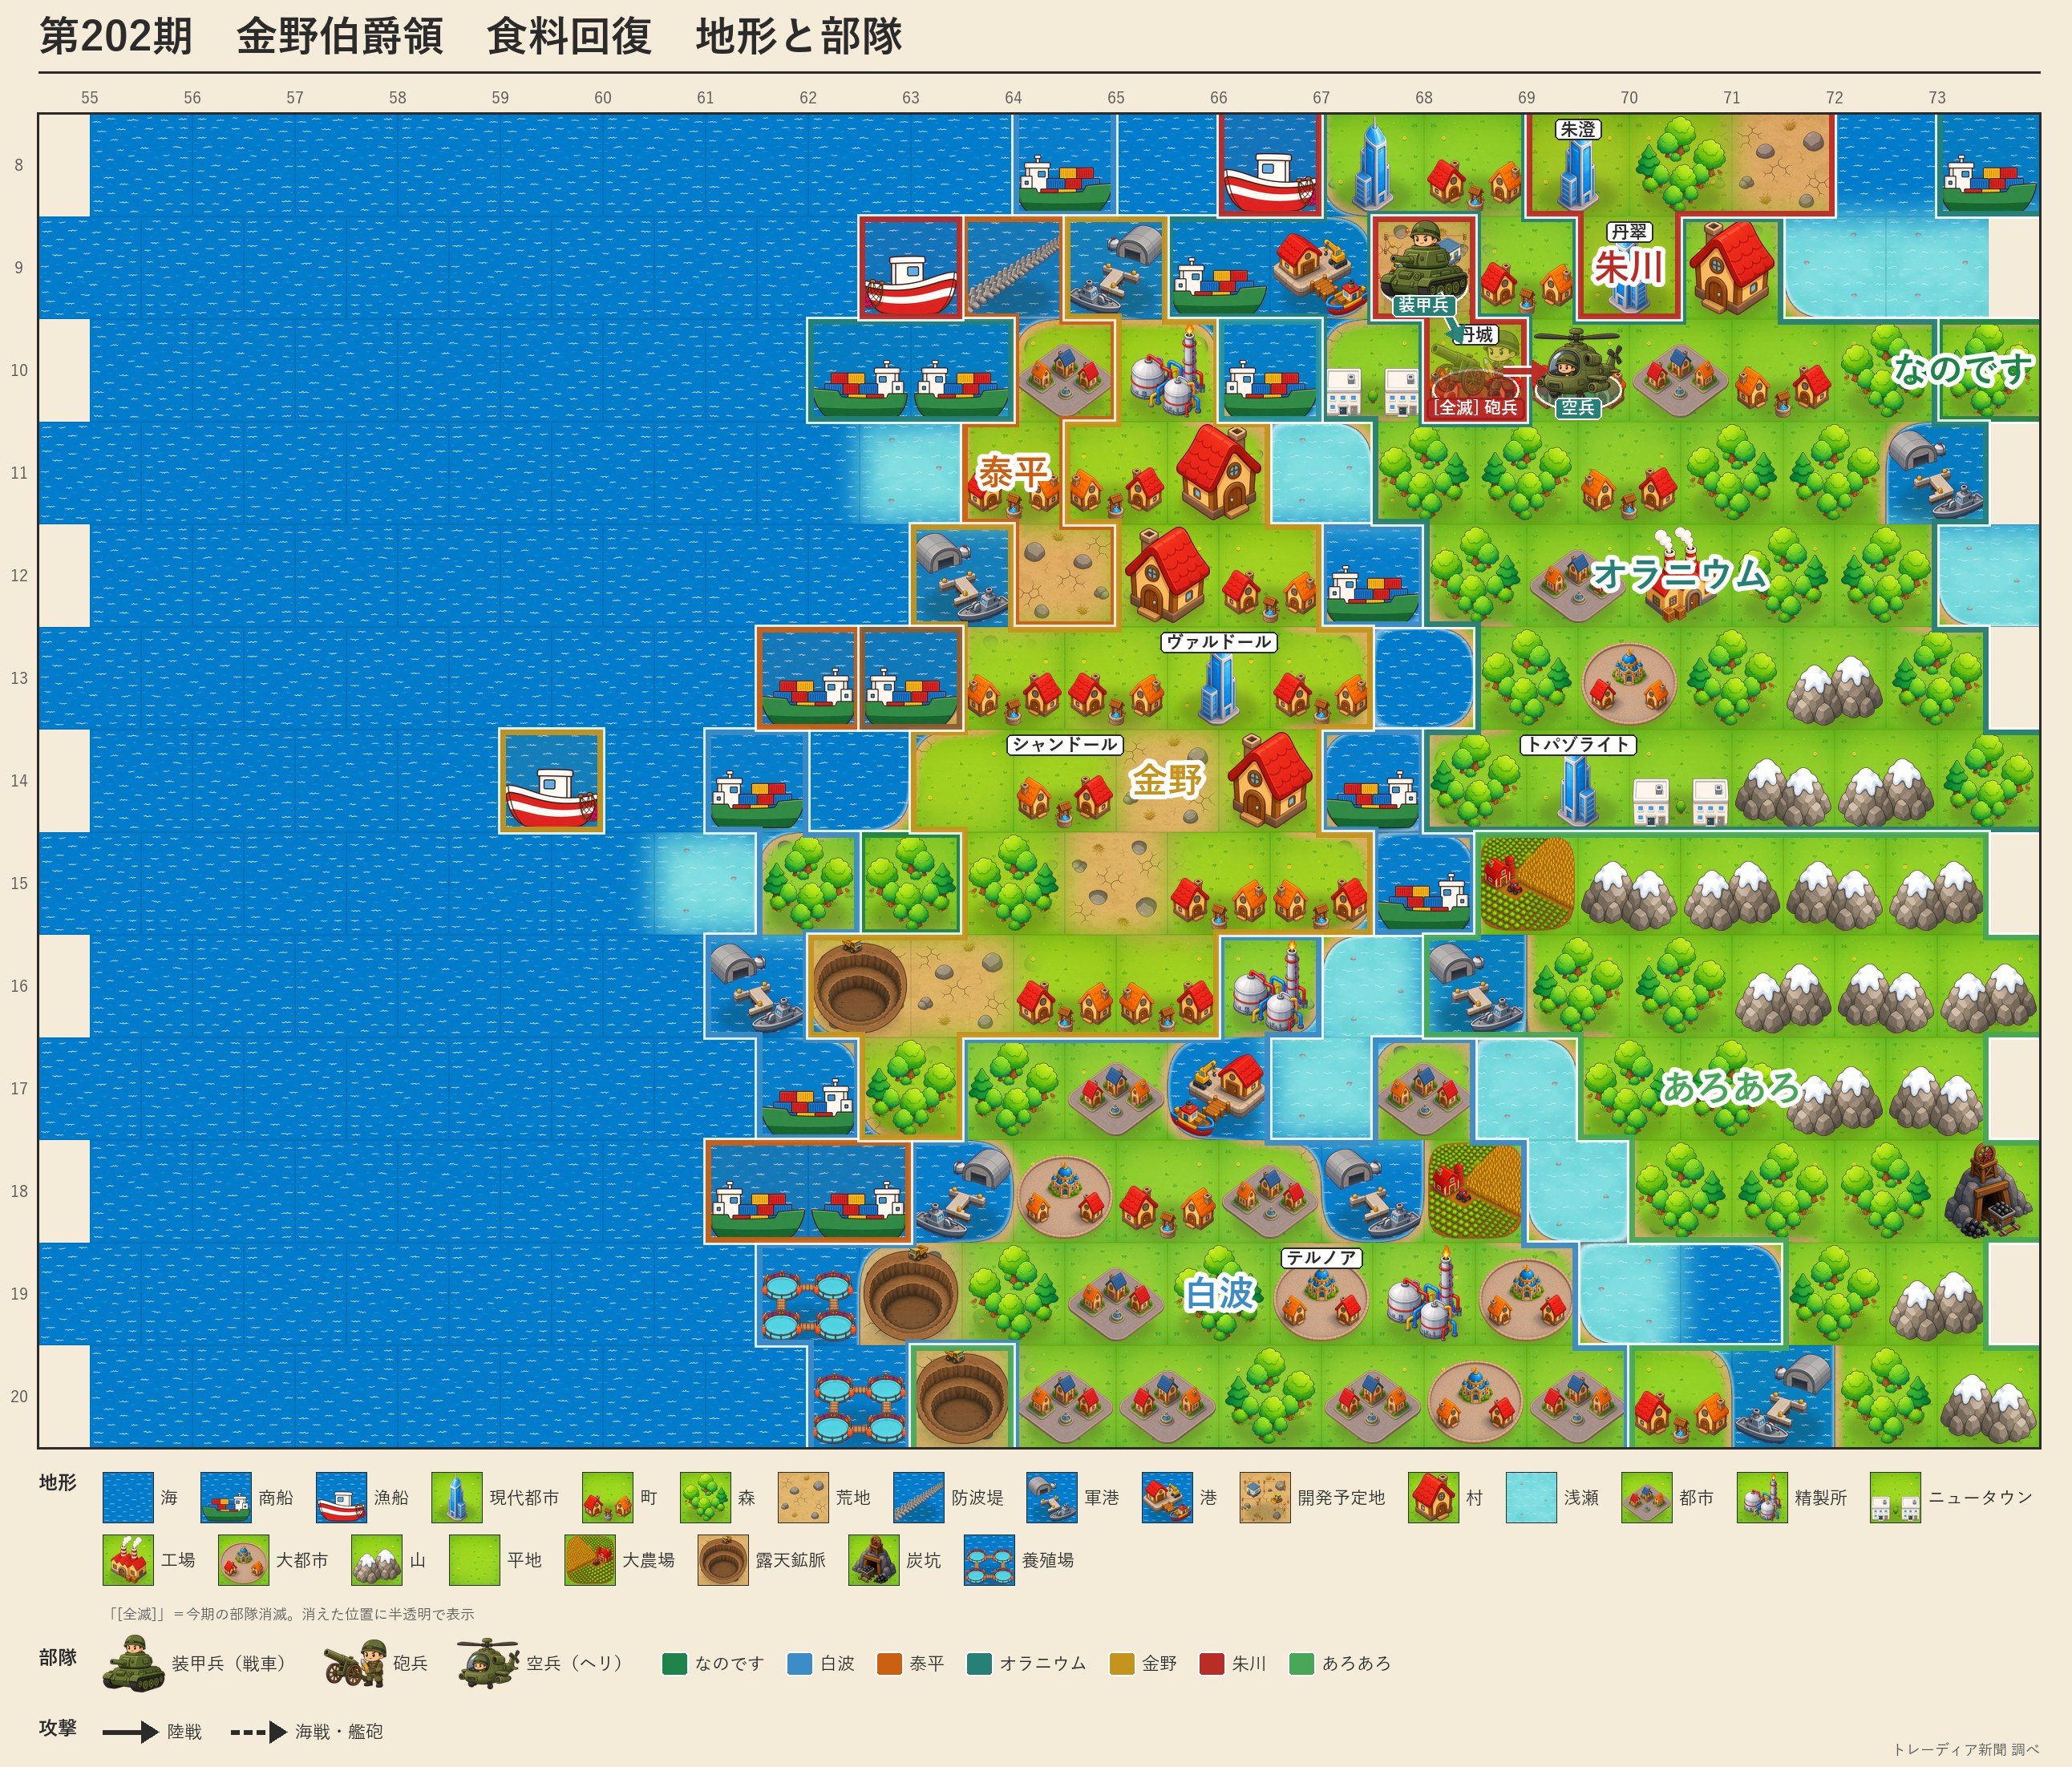 第202期 金野伯爵領 食料回復 地形と部隊
55 56 57 58 59 60 61 62 63 64 65 66 67 68 69 70 71 72 73
8
朱澄
9
丹翠
朱川
装甲兵
10
丹城
[全滅] 砲兵
空兵
なのです
11
泰平
12
オラニウム
13
ヴァルドール
14
シャンドール
金野
トパゾライト
15
16
17
あろあろ
18
19
テルノア
白波
20
地形 海 商船 漁船 現代都市 町 森 荒地 防波堤 軍港 港 開発予定地 村 浅瀬 都市 精製所 ニュータウン
工場 大都市 山 平地 大農場 露天鉱脈 炭坑 養殖場
「[全滅]」＝今期の部隊消滅。消えた位置に半透明で表示
部隊 装甲兵（戦車） 砲兵 空兵（ヘリ） なのです 白波 泰平 オラニウム 金野 朱川 あろあろ
攻撃 陸戦 海戦・艦砲
トレーディア新聞 調べ